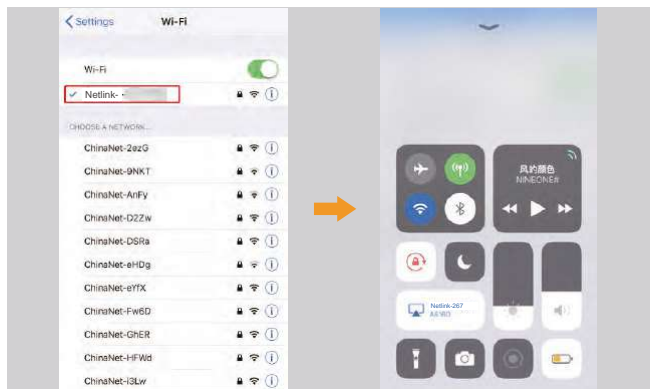 Settings
Wi-Fi
Wi-Fi
Netlink-
CHOOSE A NETWORK...
ChinaNet-2ezG
ChinaNet-9NKT
ChinaNet-AnFy
ChinaNet-D2Zw
ChinaNet-DSRa
ChinaNet-eHDg
ChinaNet-eYfX
ChinaNet-Fw6D
ChinaNet-GhER
ChinaNet-HFWd
ChinaNet-i3Lw
风的颜色
NINEONE#
Netlink-267